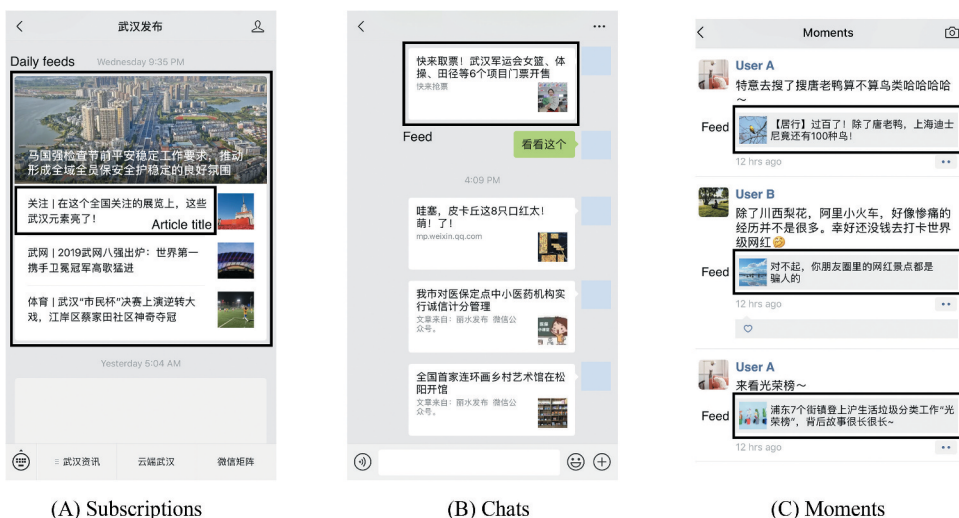 武汉发布
Daily feeds
Wednesday 9:35 PM
马国强检查节前平安稳定工作要求，推动
形成全域全员保安全护稳定的良好氛围
关注 | 在这个全国关注的展览上，这些
武汉元素亮了！
Article title
武网 | 2019武网八强出炉：世界第一
携手卫冕冠军高歌猛进
体育 | 武汉“市民杯”决赛上演逆转大
戏，江岸区蔡家田社区神奇夺冠
Yesterday 5:04 AM
武汉资讯
云端武汉
微信矩阵
(A) Subscriptions
快来取票！武汉军运会女篮、体
操、田径等6个项目门票开售
快来抢票
Feed
看看这个
4:09 PM
哇塞，皮卡丘这8只口红太！
萌！了！
mp.weixin.qq.com
我市对医保定点中小医药机构实
行诚信计分管理
文章来自：丽水发布 微信公
众号。
全国首家连环画乡村艺术馆在松
阳开馆
文章来自：丽水发布 微信公
众号。
(B) Chats
Moments
User A
特意去搜了搜唐老鸭算不算鸟类哈哈哈哈
～
Feed
【居行】过百了！除了唐老鸭，上海迪士
尼竟还有100种鸟！
12 hrs ago
User B
除了川西梨花，阿里小火车，好像惨痛的
经历并不是很多。幸好还没钱去打卡世界
级网红
Feed
对不起，你朋友圈里的网红景点都是
骗人的
12 hrs ago
User A
来看光荣榜～
Feed
浦东7个街镇登上沪生活垃圾分类工作“光
荣榜”，背后故事很长很长~
12 hrs ago
(C) Moments